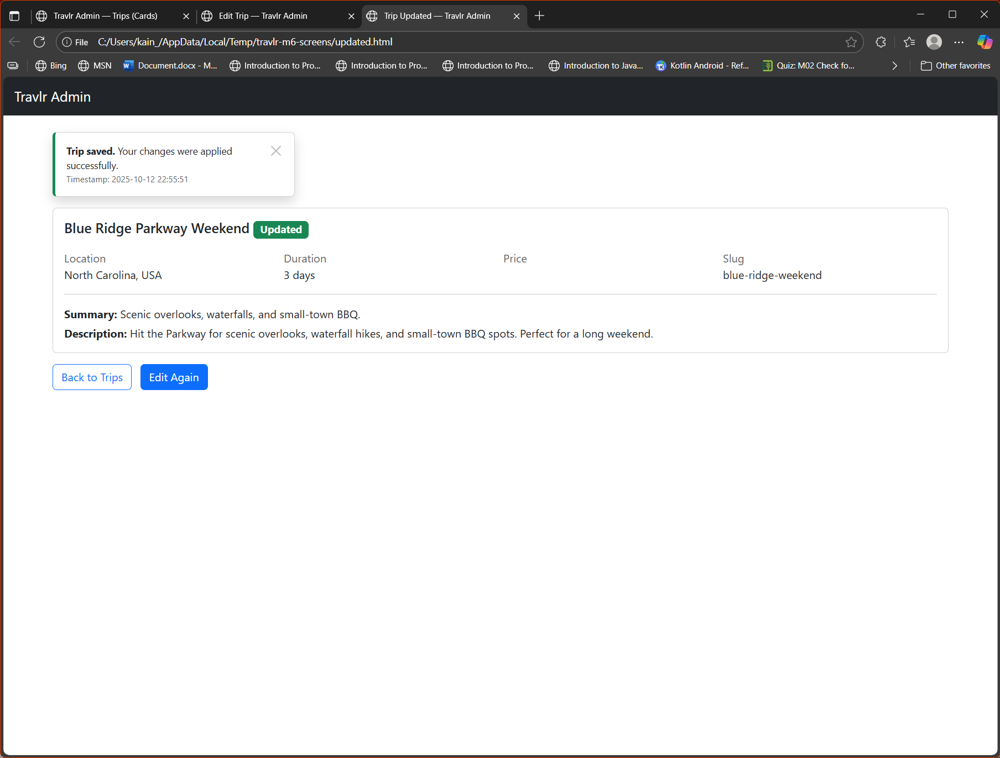 Travlr Admin — Trips (Cards)
Edit Trip — Travlr Admin
Trip Updated — Travlr Admin
File
C:/Users/kain_/AppData/Local/Temp/travlr-m6-screens/updated.html
Bing
MSN
Document.docx - M...
Introduction to Pro...
Introduction to Pro...
Introduction to Pro...
Introduction to Java...
Kotlin Android - Ref...
Quiz: M02 Check fo...
Other favorites
Travlr Admin
Trip saved. Your changes were applied
successfully.
Timestamp: 2025-10-12 22:55:51
Blue Ridge Parkway Weekend Updated
Location
North Carolina, USA
Duration
3 days
Price
Slug
blue-ridge-weekend
Summary: Scenic overlooks, waterfalls, and small-town BBQ.
Description: Hit the Parkway for scenic overlooks, waterfall hikes, and small-town BBQ spots. Perfect for a long weekend.
Back to Trips
Edit Again